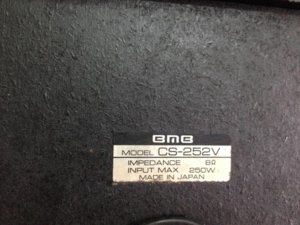 BMB
MODEL CS-252V
IMPEDANCE 8Ω
INPUT MAX 250W
MADE IN JAPAN